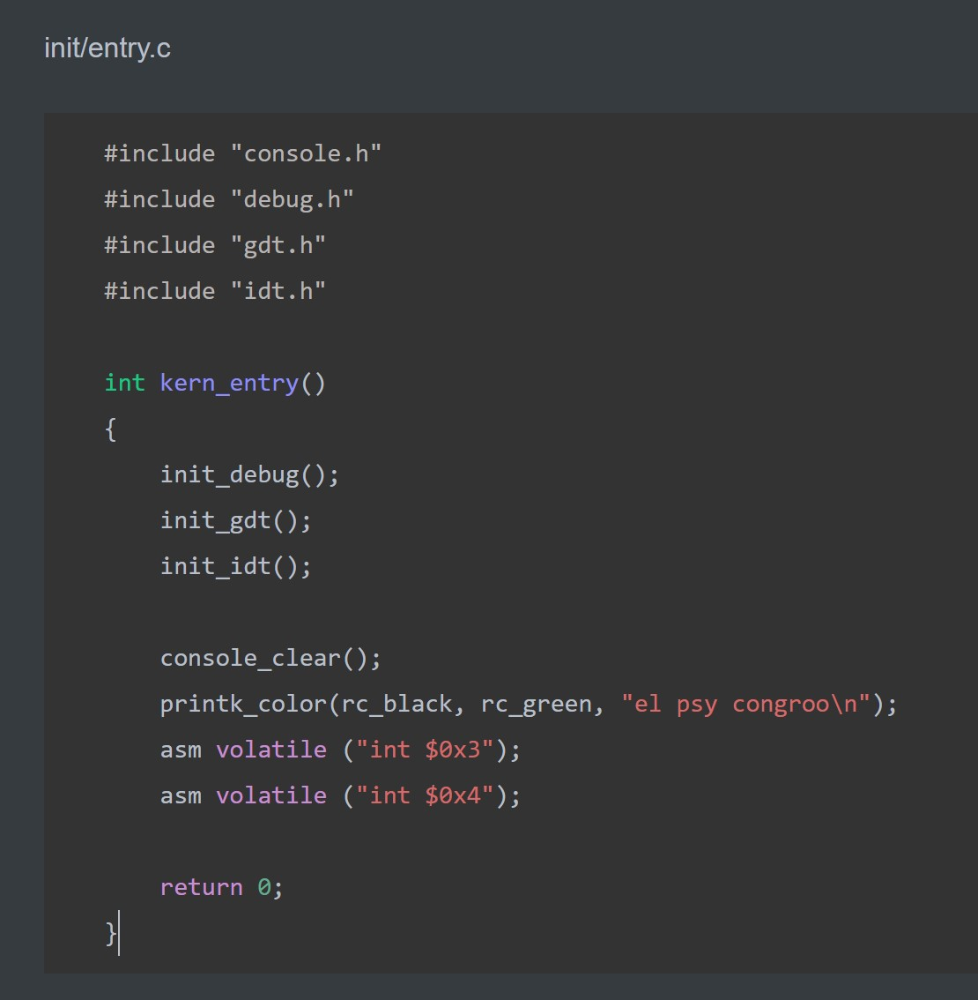 init/entry.c
#include "console.h"
#include "debug.h"
#include "gdt.h"
#include "idt.h"
int kern_entry()
{
    init_debug();
    init_gdt();
    init_idt();
    console_clear();
    printk_color(rc_black, rc_green, "el psy congroo\n");
    asm volatile ("int $0x3");
    asm volatile ("int $0x4");
    return 0;
}